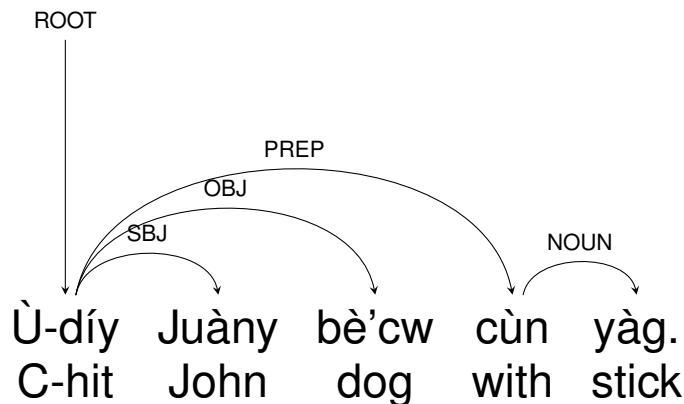 ROOT
PREP
OBJ
SBJ
NOUN
Ù-díy Juàny bè’cw cùn yàg.
C-hit John dog with stick